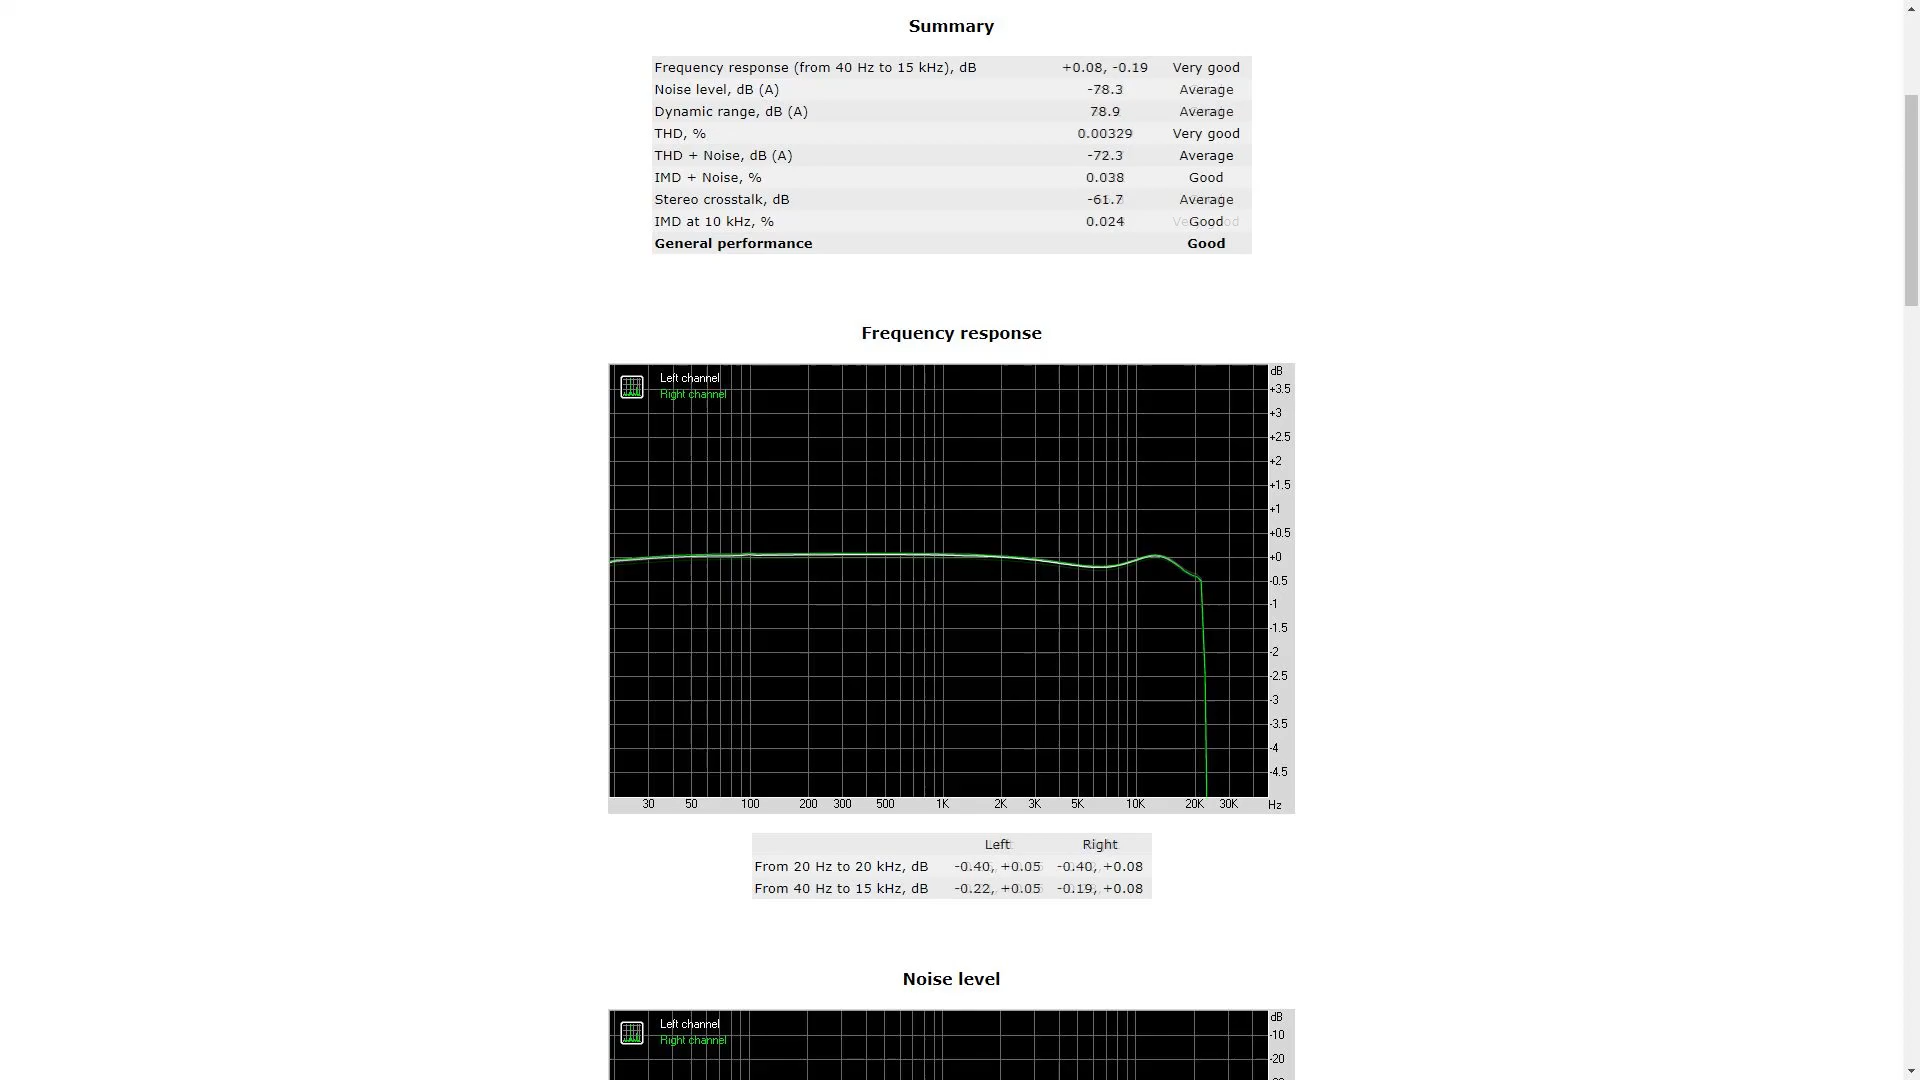 Summary
Frequency response (from 40 Hz to 15 kHz), dB +0.08, -0.19 Very good
Noise level, dB (A) -78.3 Average
Dynamic range, dB (A) 78.9 Average
THD, % 0.00329 Very good
THD + Noise, dB (A) -72.3 Average
IMD + Noise, % 0.038 Good
Stereo crosstalk, dB -61.7 Average
IMD at 10 kHz, % 0.024 Good
General performance Good
Frequency response
Left channel
Right channel
dB
+3.5
+3
+2.5
+2
+1.5
+1
+0.5
+0
-0.5
-1
-1.5
-2
-2.5
-3
-3.5
-4
-4.5
30 50 100 200 300 500 1K 2K 3K 5K 10K 20K 30K Hz
Left Right
From 20 Hz to 20 kHz, dB -0.40, +0.05 -0.40, +0.08
From 40 Hz to 15 kHz, dB -0.22, +0.05 -0.19, +0.08
Noise level
Left channel
Right channel
dB
-10
-20